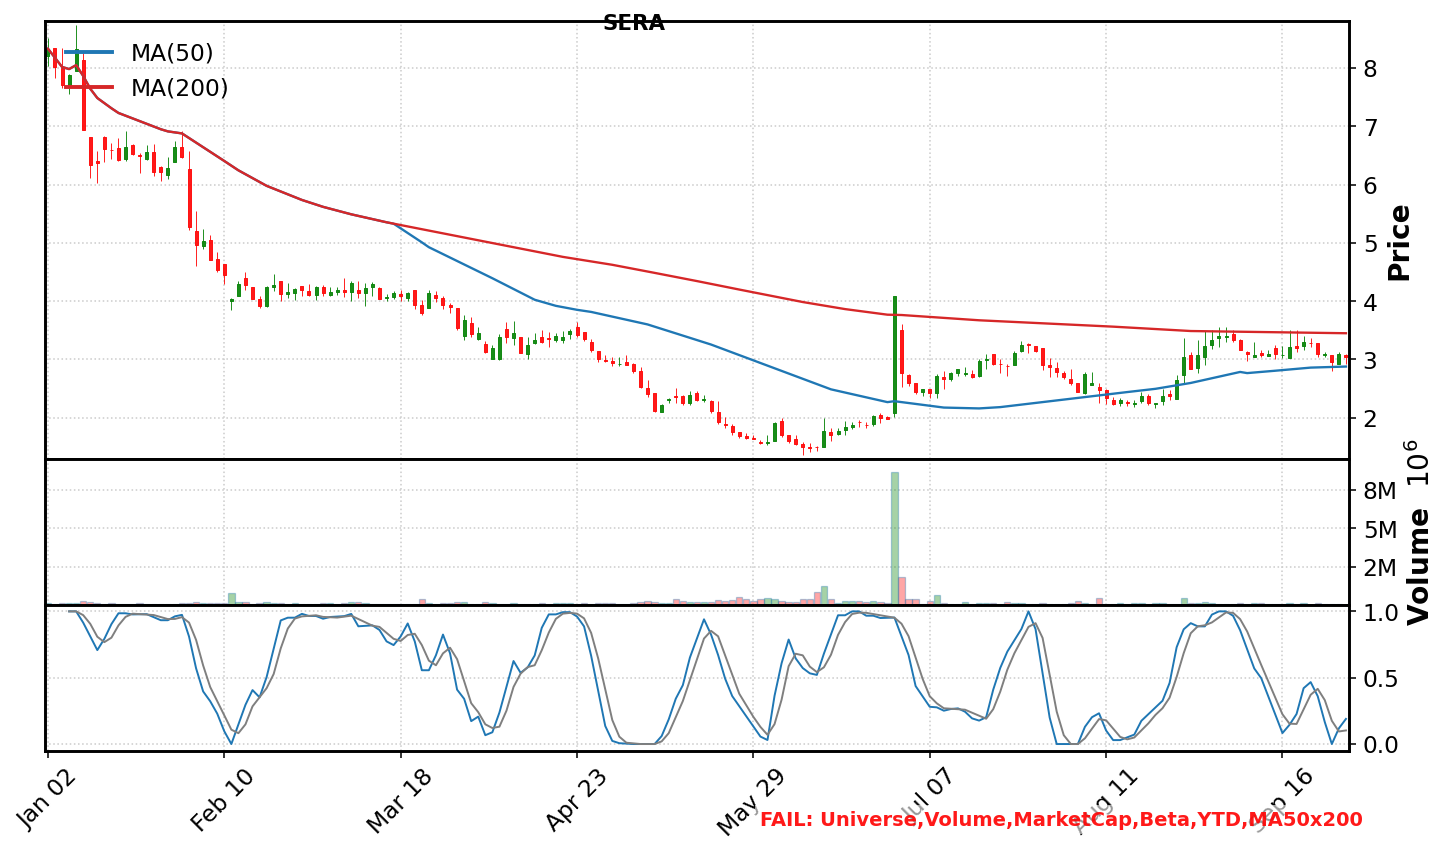 SERA
MA(50)
MA(200)
8
7
6
5
4
3
2
Price
8M
5M
2M
Volume 10⁶
1.0
0.5
0.0
Jan 02
Feb 10
Mar 18
Apr 23
May 29
Jul 07
Aug 11
Sep 16
FAIL: Universe,Volume,MarketCap,Beta,YTD,MA50x200